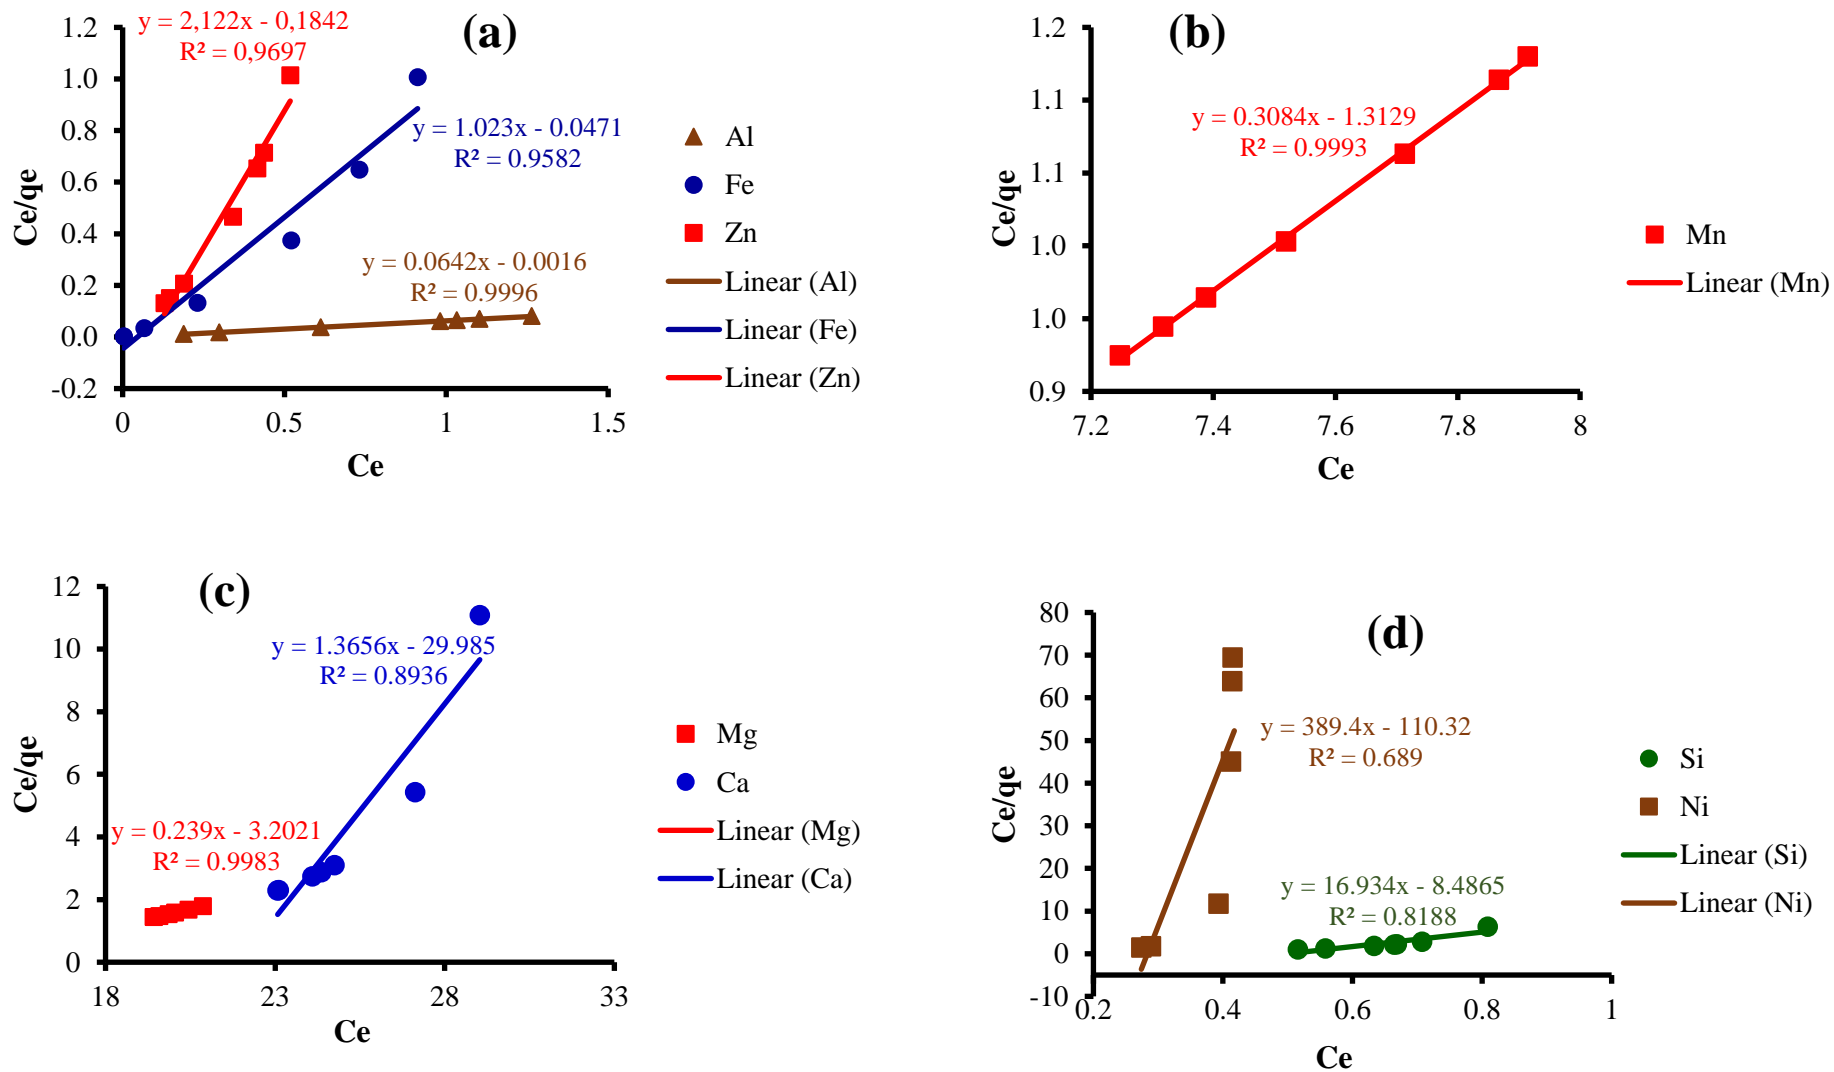 (a)
y = 2,122x - 0,1842
R² = 0,9697
y = 1.023x - 0.0471
R² = 0.9582
y = 0.0642x - 0.0016
R² = 0.9996
1.2
1.0
0.8
0.6
0.4
0.2
0.0
-0.2
0
0.5
1
1.5
Ce/qe
Ce
Al
Fe
Zn
Linear (Al)
Linear (Fe)
Linear (Zn)
(b)
y = 0.3084x - 1.3129
R² = 0.9993
1.2
1.1
1.1
1.0
1.0
0.9
7.2
7.4
7.6
7.8
8
Ce/qe
Ce
Mn
Linear (Mn)
(c)
y = 1.3656x - 29.985
R² = 0.8936
y = 0.239x - 3.2021
R² = 0.9983
12
10
8
6
4
2
0
18
23
28
33
Ce/qe
Ce
Mg
Ca
Linear (Mg)
Linear (Ca)
(d)
y = 389.4x - 110.32
R² = 0.689
y = 16.934x - 8.4865
R² = 0.8188
80
70
60
50
40
30
20
10
0
-10
0.2
0.4
0.6
0.8
1
Ce/qe
Ce
Si
Ni
Linear (Si)
Linear (Ni)